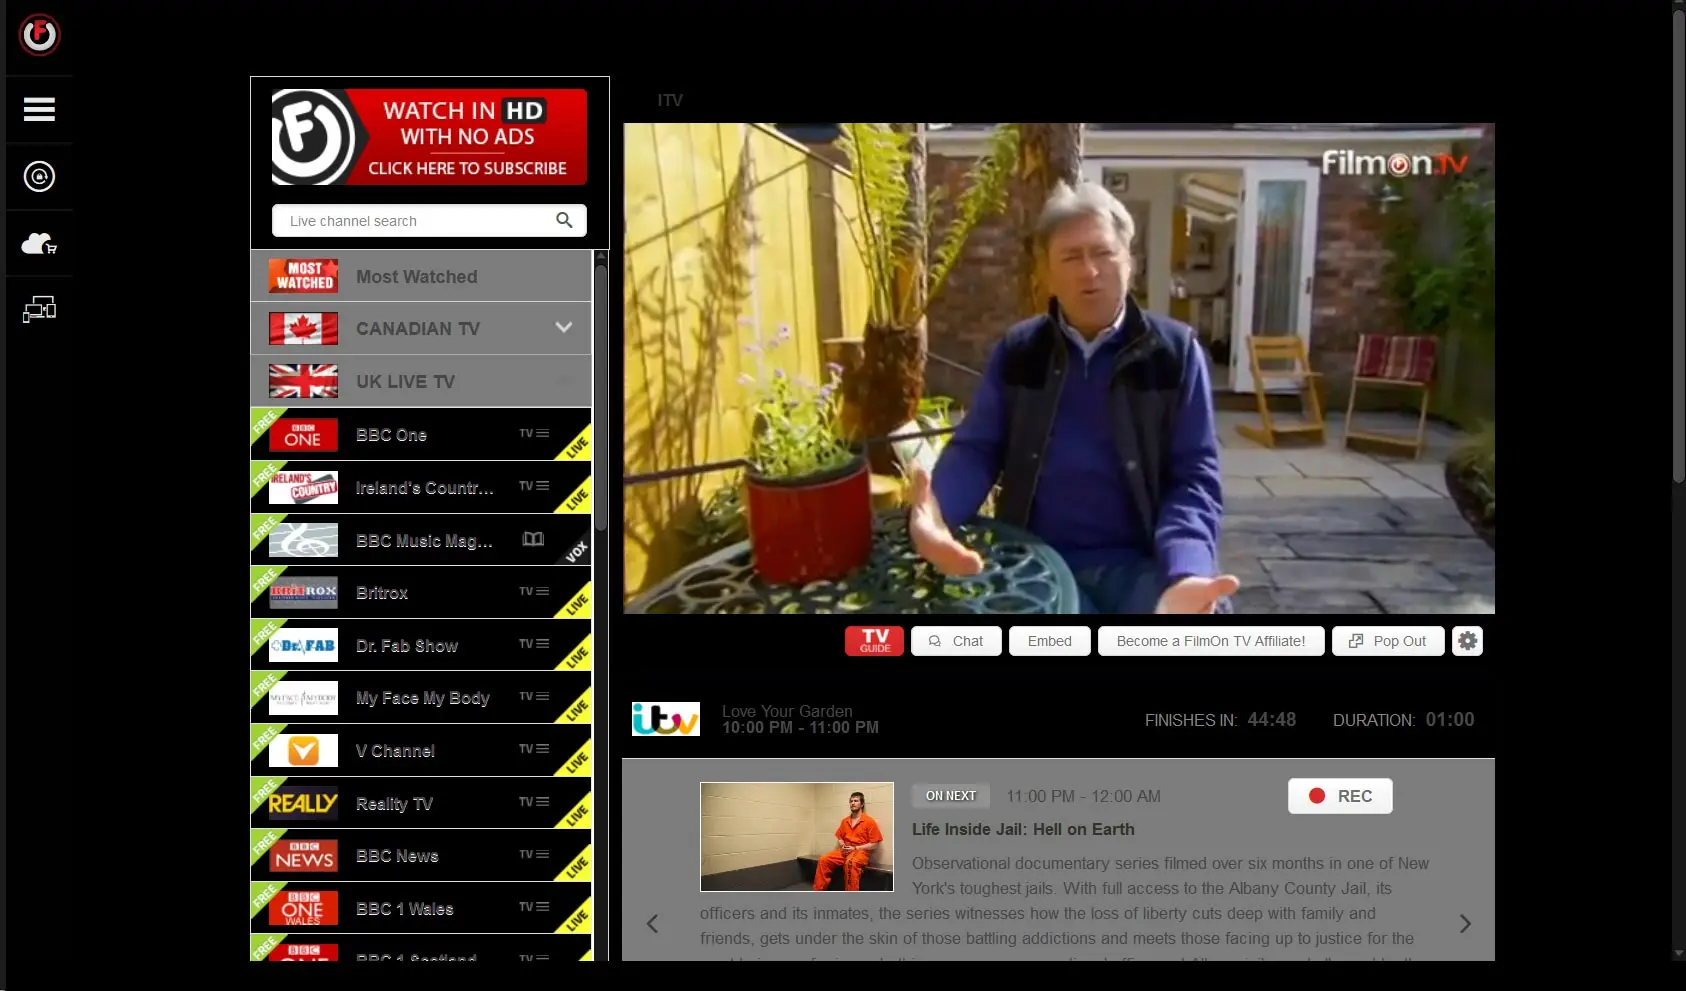 WATCH IN HD
WITH NO ADS
CLICK HERE TO SUBSCRIBE
Live channel search
MOST WATCHED
Most Watched
CANADIAN TV
UK LIVE TV
FREE
BBC ONE
BBC One
TV
LIVE
FREE
IRELAND'S COUNTRY
Ireland's Countr...
TV
LIVE
FREE
BBC Music Mag...
VOX
FREE
BRITROX
Britrox
TV
LIVE
FREE
DR. FAB
Dr. Fab Show
TV
LIVE
FREE
MY FACE MY BODY
My Face My Body
TV
LIVE
FREE
V Channel
TV
LIVE
FREE
REALLY
Reality TV
TV
LIVE
FREE
BBC NEWS
BBC News
TV
LIVE
FREE
BBC ONE WALES
BBC 1 Wales
TV
LIVE
FREE
BBC ONE
BBC 1 Scotland
TV
ITV
FilmOn.TV
TV GUIDE
Chat
Embed
Become a FilmOn TV Affiliate!
Pop Out
itv
Love Your Garden
10:00 PM - 11:00 PM
FINISHES IN: 44:48
DURATION: 01:00
ON NEXT
11:00 PM - 12:00 AM
REC
Life Inside Jail: Hell on Earth
Observational documentary series filmed over six months in one of New
York's toughest jails. With full access to the Albany County Jail, its
officers and its inmates, the series witnesses how the loss of liberty cuts deep with family and
friends, gets under the skin of those battling addictions and meets those facing up to justice for the